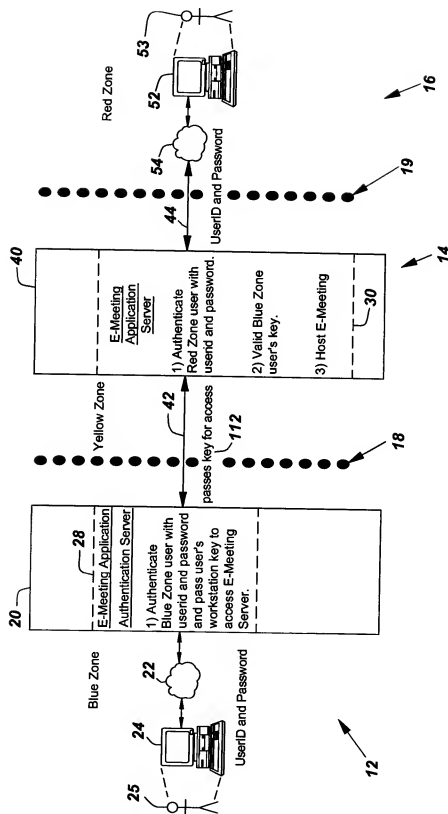 Blue Zone
Yellow Zone
Red Zone
20
40
E-Meeting Application
Authentication Server
28
1) Authenticate
Blue Zone user with
userid and password
and pass user's
workstation key to
access E-Meeting
Server.
E-Meeting
Application
Server
1) Authenticate
Red Zone user with
userid and password.
2) Valid Blue Zone
user's key.
3) Host E-Meeting
30
25
24
22
UserID and Password
42
passes key for access
112
44
UserID and Password
54
52
53
12
18
14
19
16